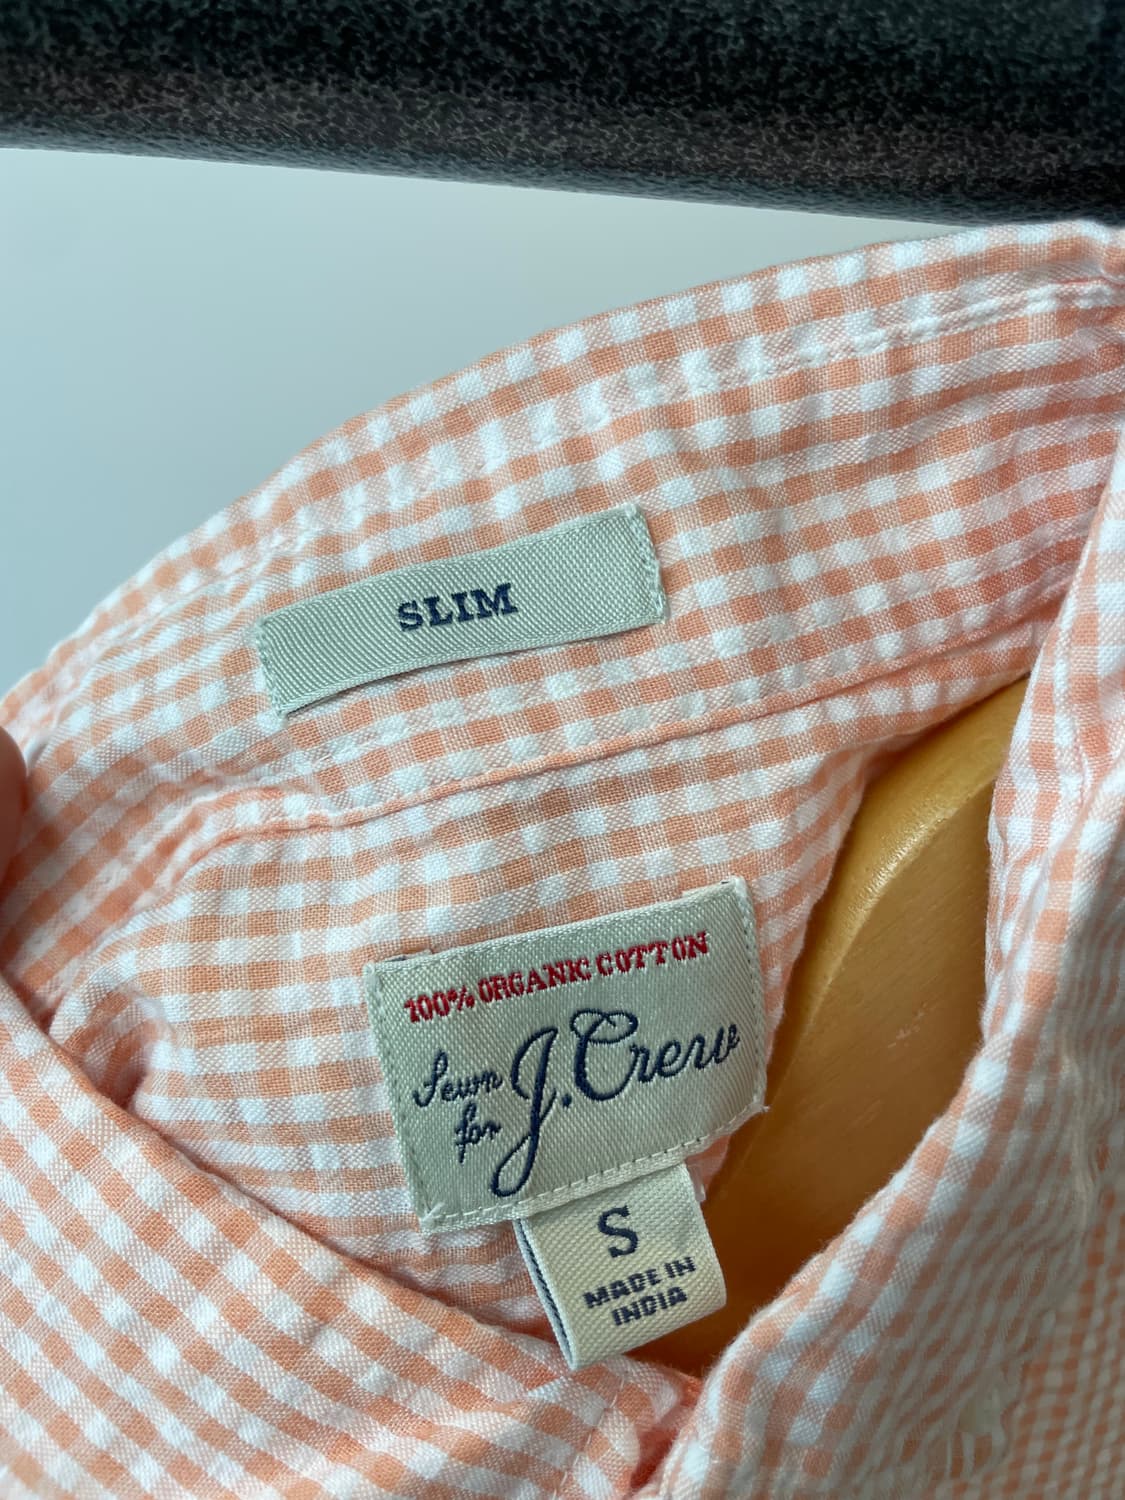 SLIM
100% ORGANIC COTTON
Sewn
for
J.Crew
S
MADE IN
INDIA